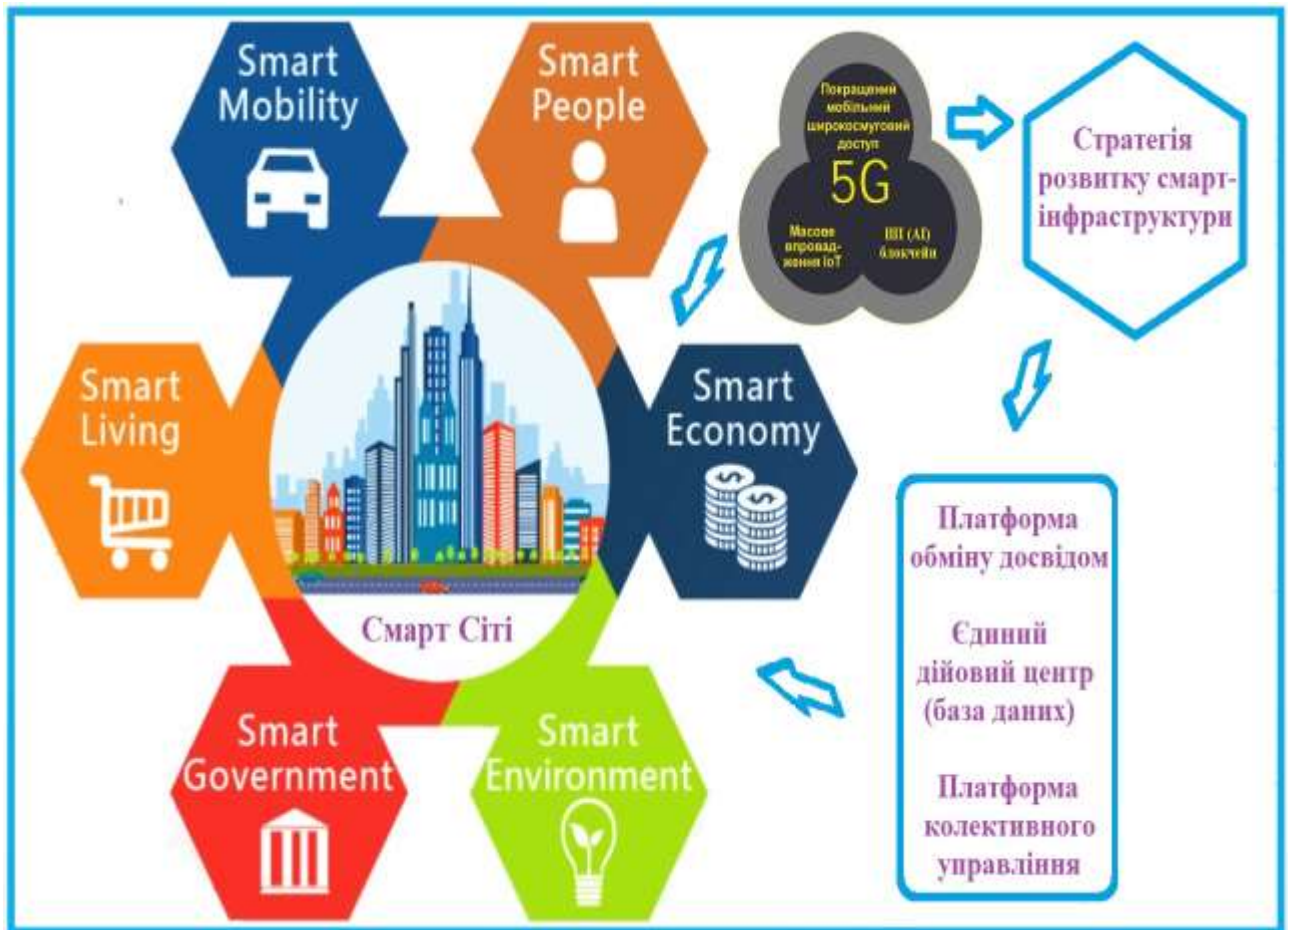 Smart
Mobility
Smart
People
Покращений
мобільний
широкосмуговий
доступ
5G
Масове
впровад-
ження ІоТ
ШІ (AI)
блокчейн
Стратегія
розвитку смарт-
інфраструктури
Smart
Living
Smart
Economy
Смарт Сіті
Smart
Government
Smart
Environment
Платформа
обміну досвідом
Єдиний
дійовий центр
(база даних)
Платформа
колективного
управління